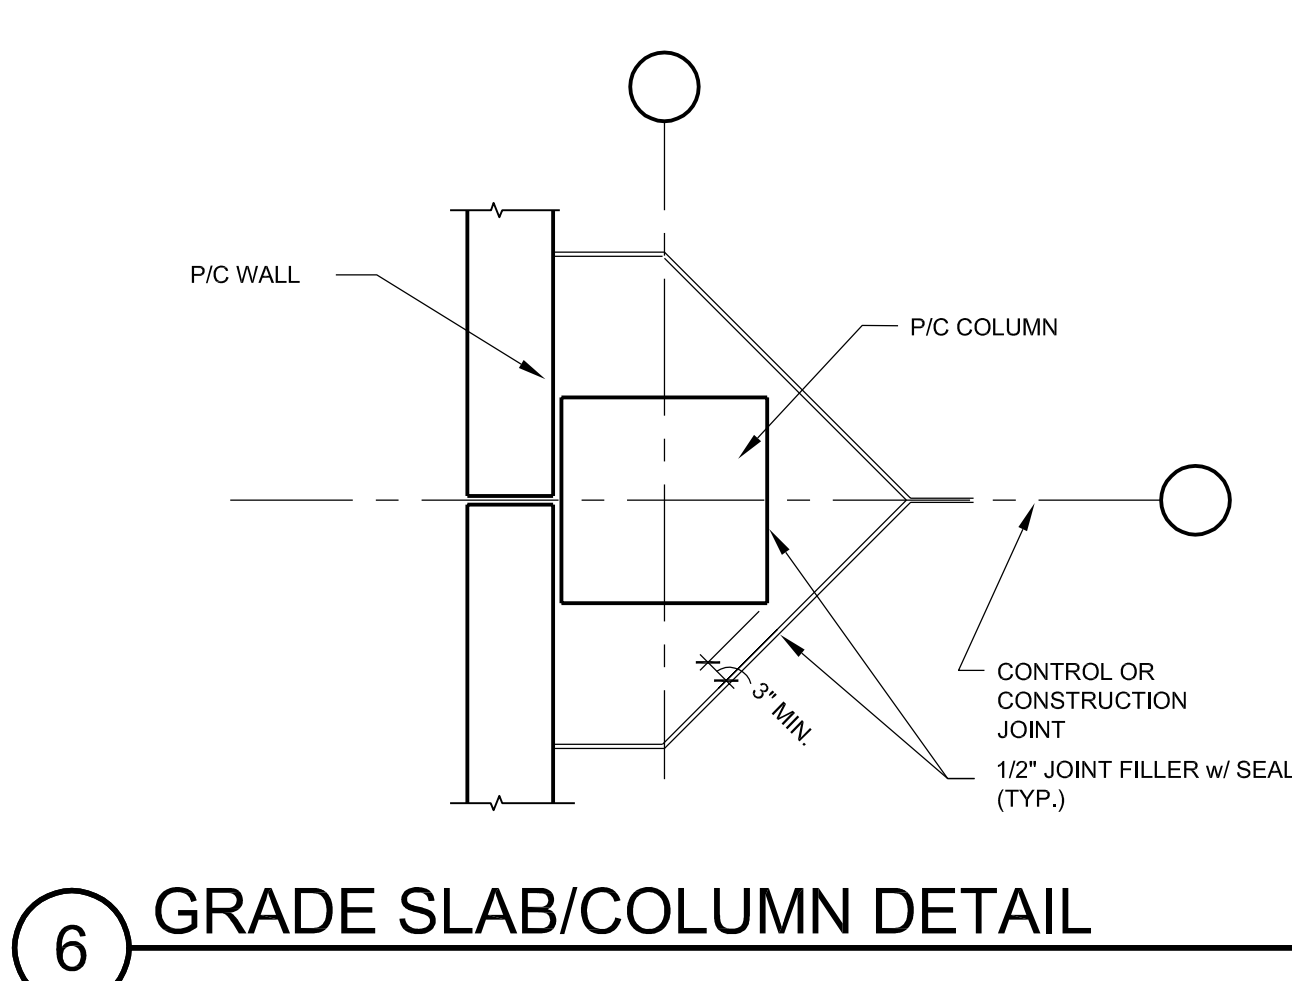 P/C WALL
P/C COLUMN
3" MIN.
CONTROL OR
CONSTRUCTION
JOINT
1/2" JOINT FILLER w/ SEAL
(TYP.)
6
GRADE SLAB/COLUMN DETAIL